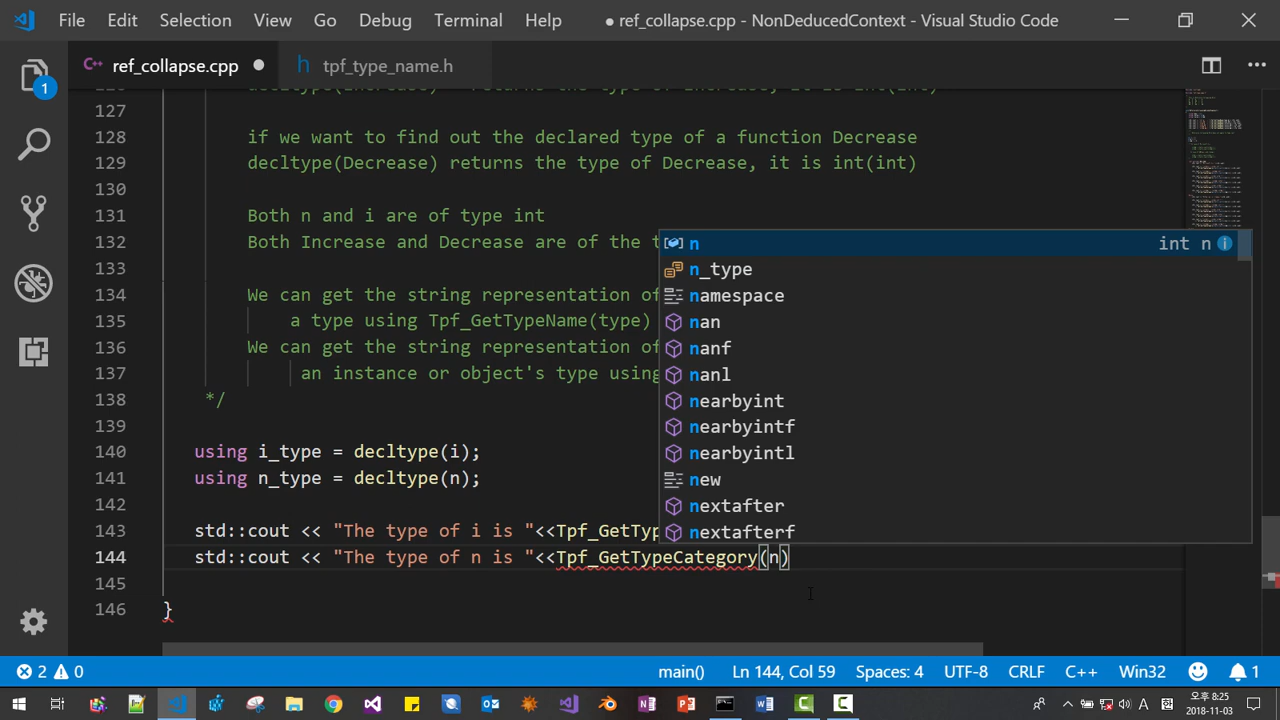 File Edit Selection View Go Debug Terminal Help ● ref_collapse.cpp - NonDeducedContext - Visual Studio Code
C++ ref_collapse.cpp ● h tpf_type_name.h
1
127
128 if we want to find out the declared type of a function Decrease
129 decltype(Decrease) returns the type of Decrease, it is int(int)
130
131 Both n and i are of type int
132 Both Increase and Decrease are of the t
133
134 We can get the string representation of
135 a type using Tpf_GetTypeName(type)
136 We can get the string representation of
137 an instance or object's type using
138 */
139
140 using i_type = decltype(i);
141 using n_type = decltype(n);
142
143 std::cout << "The type of i is "<<Tpf_GetTyp
144 std::cout << "The type of n is "<<Tpf_GetTypeCategory(n)
145
146 }
n int n
n_type
namespace
nan
nanf
nanl
nearbyint
nearbyintf
nearbyintl
new
nextafter
nextafterf
2 0 main() Ln 144, Col 59 Spaces: 4 UTF-8 CRLF C++ Win32 1
A 오후 8:25
2018-11-03